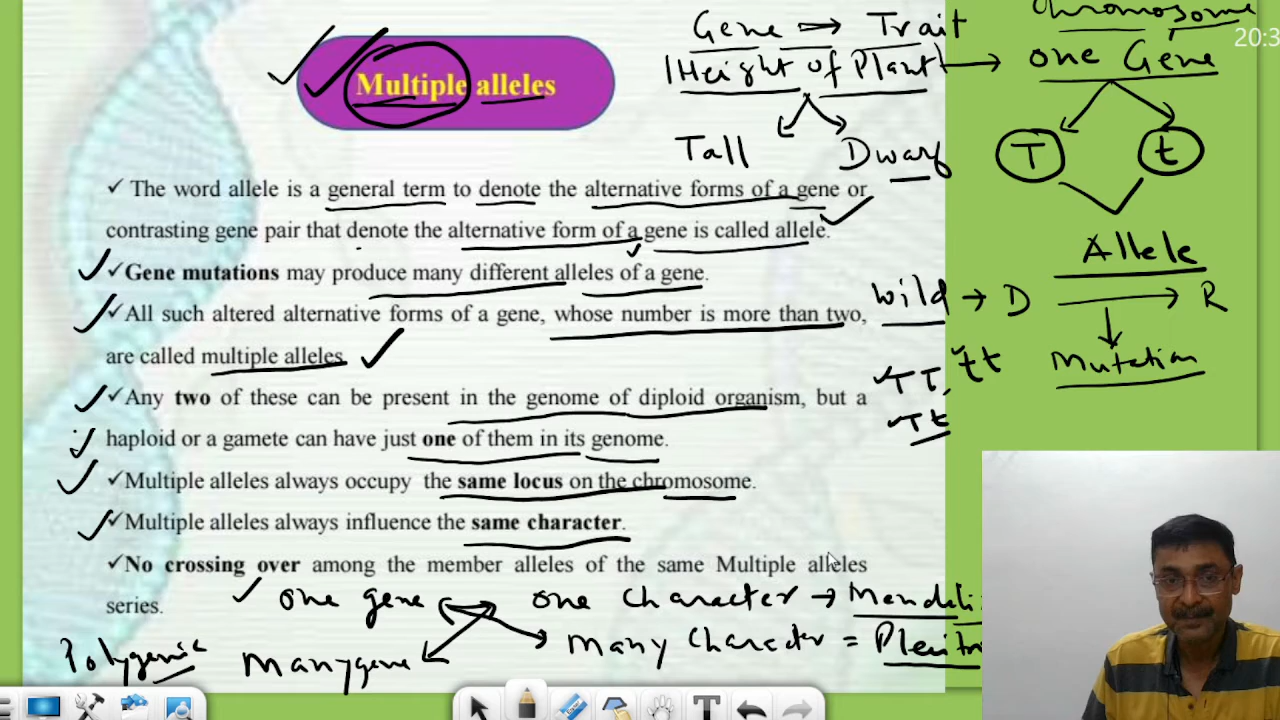 Chromosome
20:3
Gene → Trait
Height of Plant → one Gene
Multiple alleles
Tall Dwarf
T t
✓ The word allele is a general term to denote the alternative forms of a gene or
contrasting gene pair that denote the alternative form of a gene is called allele.
Allele
✓ Gene mutations may produce many different alleles of a gene.
Wild → D → R
✓ All such altered alternative forms of a gene, whose number is more than two,
are called multiple alleles
Mutation
TT, tt
Tt
✓ Any two of these can be present in the genome of diploid organism, but a
haploid or a gamete can have just one of them in its genome.
✓ Multiple alleles always occupy the same locus on the chromosome.
✓ Multiple alleles always influence the same character.
✓ No crossing over among the member alleles of the same Multiple alleles
series.
one gene one character → Mendeli
many character = Pleitr
Polygenic many gene
T